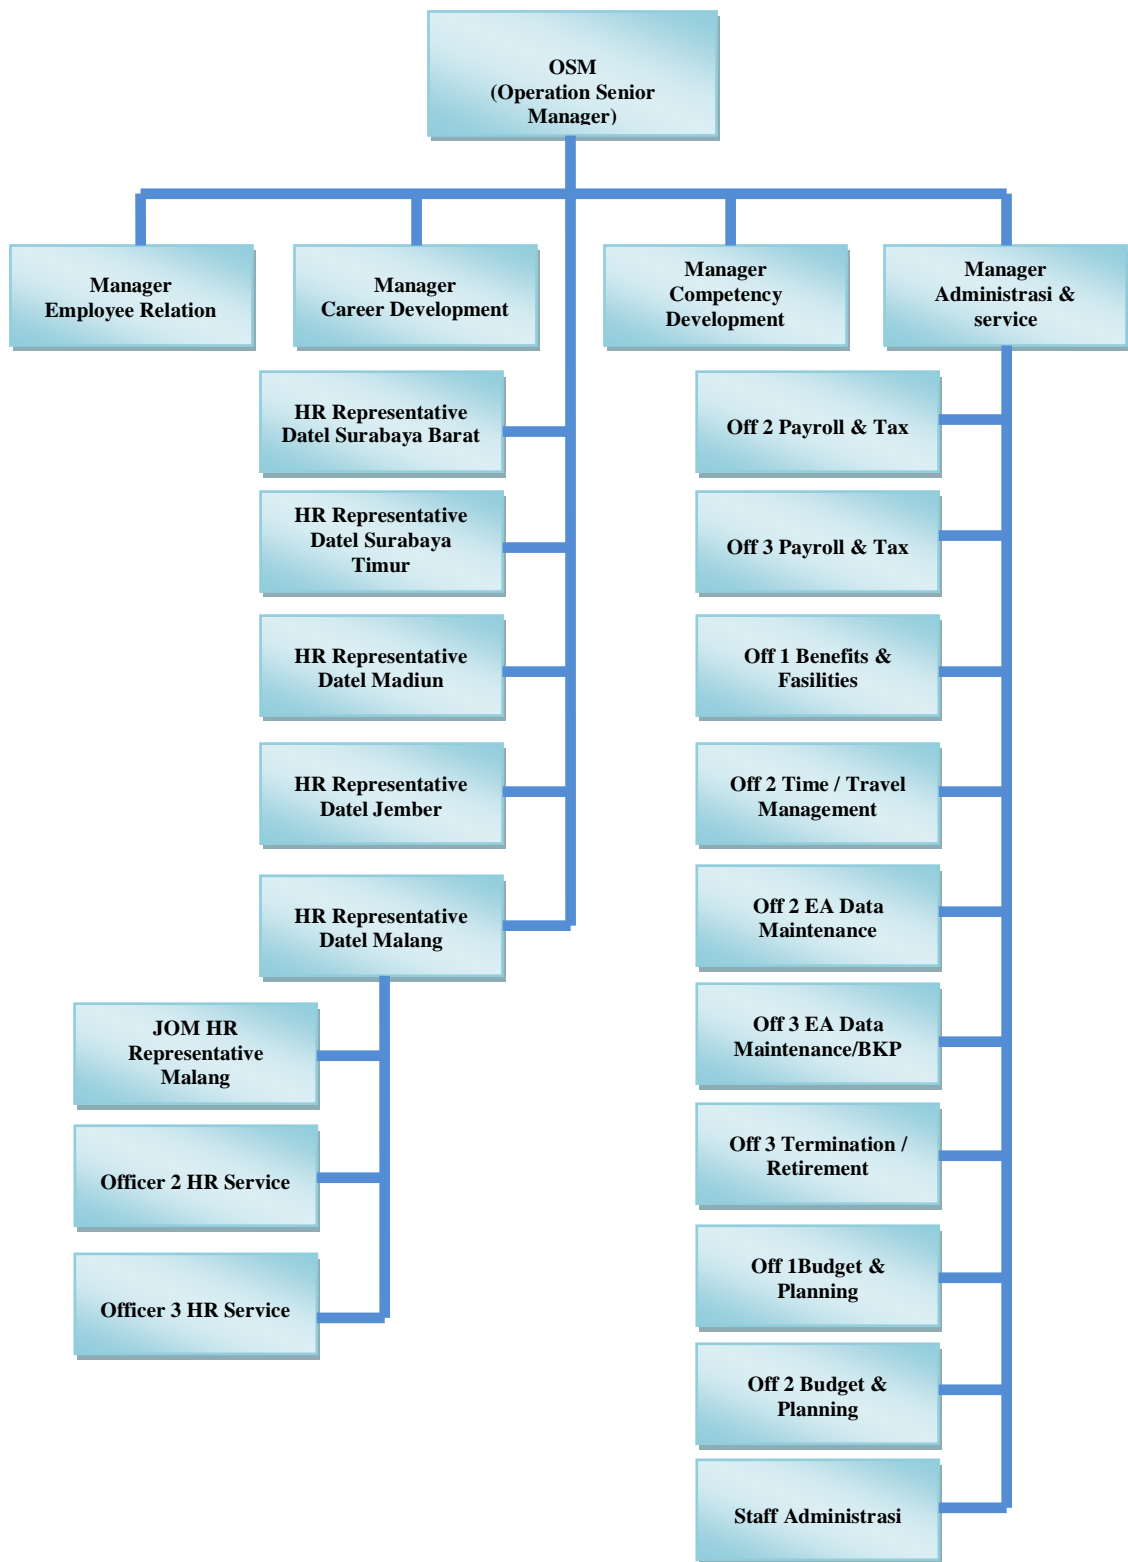 OSM
(Operation Senior
Manager)
Manager
Employee Relation
Manager
Career Development
Manager
Competency
Development
Manager
Administrasi &
service
HR Representative
Datel Surabaya Barat
HR Representative
Datel Surabaya
Timur
HR Representative
Datel Madiun
HR Representative
Datel Jember
HR Representative
Datel Malang
JOM HR
Representative
Malang
Officer 2 HR Service
Officer 3 HR Service
Off 2 Payroll & Tax
Off 3 Payroll & Tax
Off 1 Benefits &
Fasilities
Off 2 Time / Travel
Management
Off 2 EA Data
Maintenance
Off 3 EA Data
Maintenance/BKP
Off 3 Termination /
Retirement
Off 1Budget &
Planning
Off 2 Budget &
Planning
Staff Administrasi